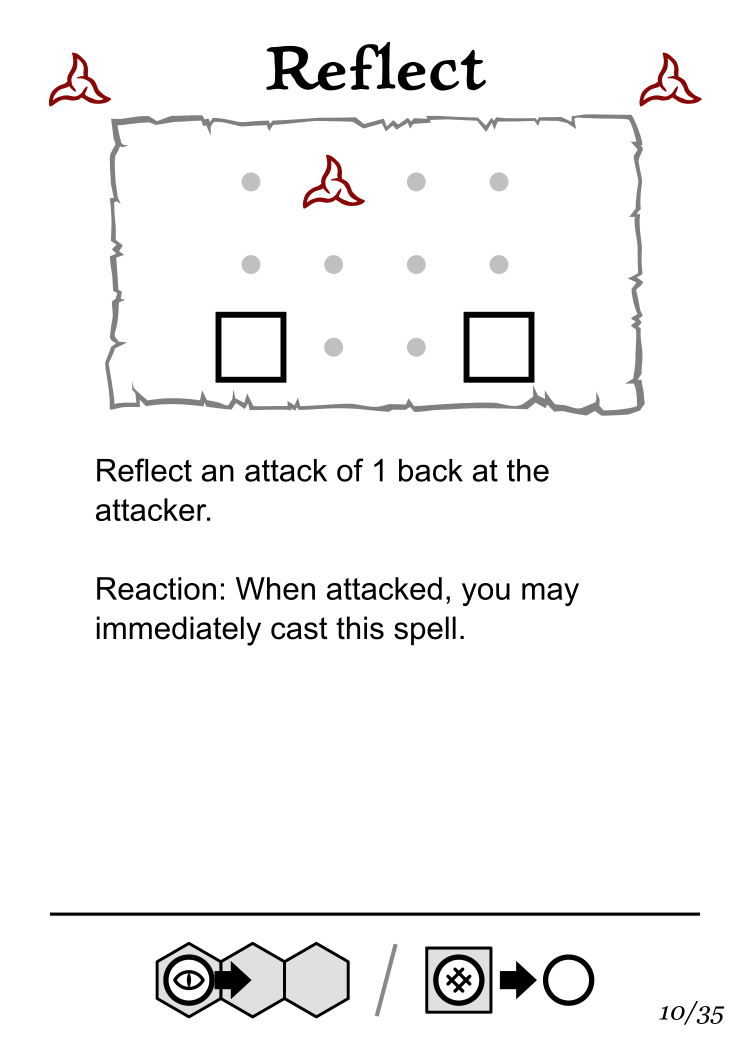 Reflect
Reflect an attack of 1 back at the
attacker.
Reaction: When attacked, you may
immediately cast this spell.
10/35